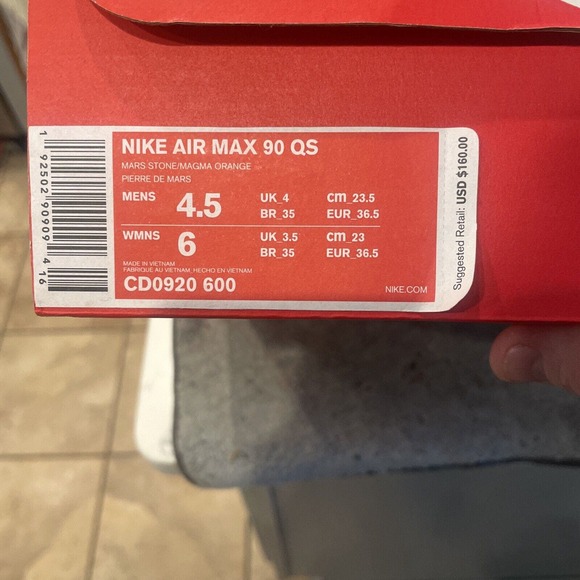 NIKE AIR MAX 90 QS
MARS STONE/MAGMA ORANGE
PIERRE DE MARS
MENS 4.5 UK_4 cm_23.5
BR_35 EUR_36.5
WMNS 6 UK_3.5 cm_23
BR_35 EUR_36.5
MADE IN VIETNAM
FABRIQUE AU VIETNAM, HECHO EN VIETNAM
CD0920 600 NIKE.COM
1 92502 90909 4 16
Suggested Retail: USD $160.00